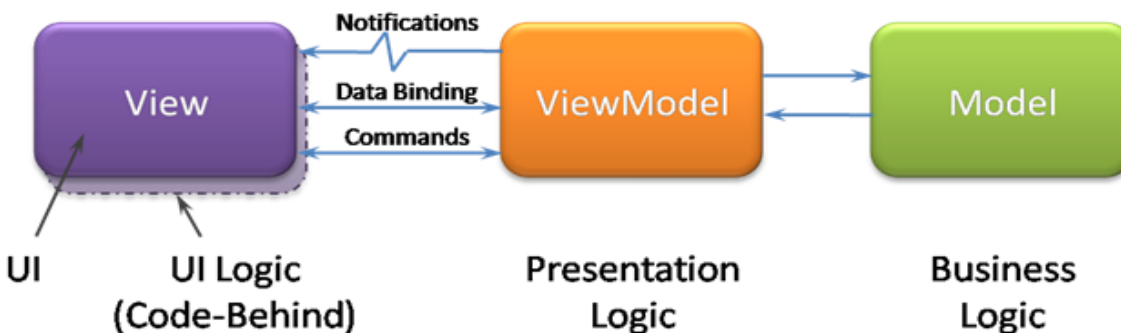 Notifications
View
Data Binding
ViewModel
Model
Commands
UI
UI Logic
(Code-Behind)
Presentation
Logic
Business
Logic